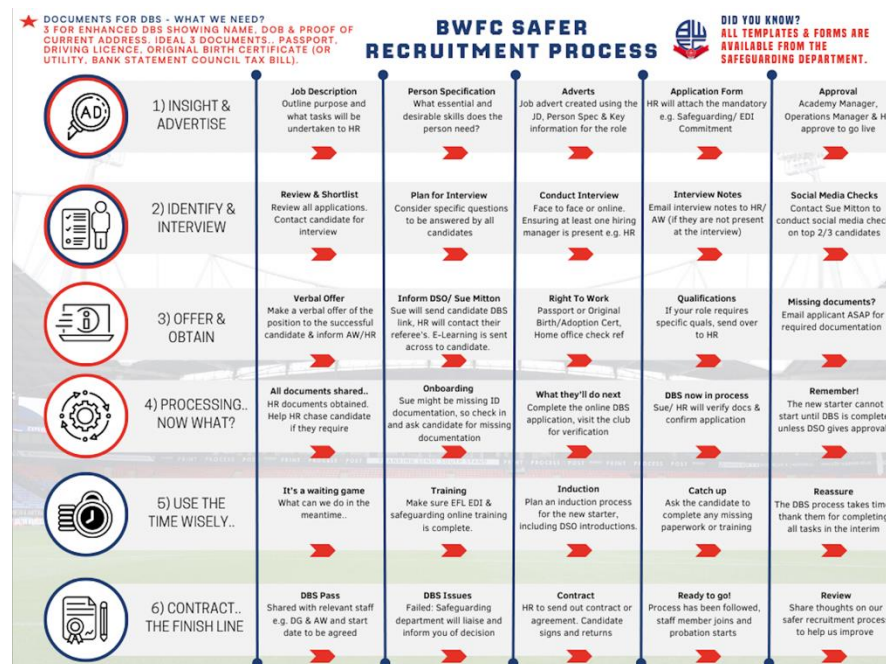 DOCUMENTS FOR DBS - WHAT WE NEED?
3 FOR ENHANCED DBS SHOWING NAME, DOB & PROOF OF
CURRENT ADDRESS. IDEAL 3 DOCUMENTS.. PASSPORT,
DRIVING LICENCE, ORIGINAL BIRTH CERTIFICATE (OR
UTILITY, BANK STATEMENT COUNCIL TAX BILL).
BWFC SAFER
RECRUITMENT PROCESS
DID YOU KNOW?
ALL TEMPLATES & FORMS ARE
AVAILABLE FROM THE
SAFEGUARDING DEPARTMENT.
AD
1) INSIGHT &
ADVERTISE
Job Description
Outline purpose and
what tasks will be
undertaken to HR
Person Specification
What essential and
desirable skills does the
person need?
Adverts
Job advert created using the
JD, Person Spec & Key
information for the role
Application Form
HR will attach the mandatory
e.g. Safeguarding/ EDI
Commitment
Approval
Academy Manager,
Operations Manager & H
approve to go live
2) IDENTIFY &
INTERVIEW
Review & Shortlist
Review all applications.
Contact candidate for
interview
Plan for Interview
Consider specific questions
to be answered by all
candidates
Conduct Interview
Face to face or online.
Ensuring at least one hiring
manager is present e.g. HR
Interview Notes
Email interview notes to HR/
AW (if they are not present
at the interview)
Social Media Checks
Contact Sue Mitton to
conduct social media chec
on top 2/3 candidates
3) OFFER &
OBTAIN
Verbal Offer
Make a verbal offer of the
position to the successful
candidate & inform AW/HR
Inform DSO/ Sue Mitton
Sue will send candidate DBS
link, HR will contact their
referee's. E-Learning is sent
across to candidate.
Right To Work
Passport or Original
Birth/Adoption Cert,
Home office check ref
Qualifications
If your role requires
specific quals, send over
to HR
Missing documents?
Email applicant ASAP for
required documentation
4) PROCESSING..
NOW WHAT?
All documents shared..
HR documents obtained.
Help HR chase candidate
if they require
Onboarding
Sue might be missing ID
documentation, so check in
and ask candidate for missing
documentation
What they'll do next
Complete the online DBS
application, visit the club
for verification
DBS now in process
Sue/ HR will verify docs &
confirm application
Remember!
The new starter cannot
start until DBS is complete
unless DSO gives approval
5) USE THE
TIME WISELY..
It's a waiting game
What can we do in the
meantime..
Training
Make sure EFL EDI &
safeguarding online training
is complete.
Induction
Plan an induction process
for the new starter,
including DSO introductions.
Catch up
Ask the candidate to
complete any missing
paperwork or training
Reassure
The DBS process takes time
thank them for completing
all tasks in the interim
6) CONTRACT..
THE FINISH LINE
DBS Pass
Shared with relevant staff
e.g. DG & AW and start
date to be agreed
DBS Issues
Failed: Safeguarding
department will liaise and
inform you of decision
Contract
HR to send out contract or
agreement. Candidate
signs and returns
Ready to go!
Process has been followed,
staff member joins and
probation starts
Review
Share thoughts on our
safer recruitment process
to help us improve